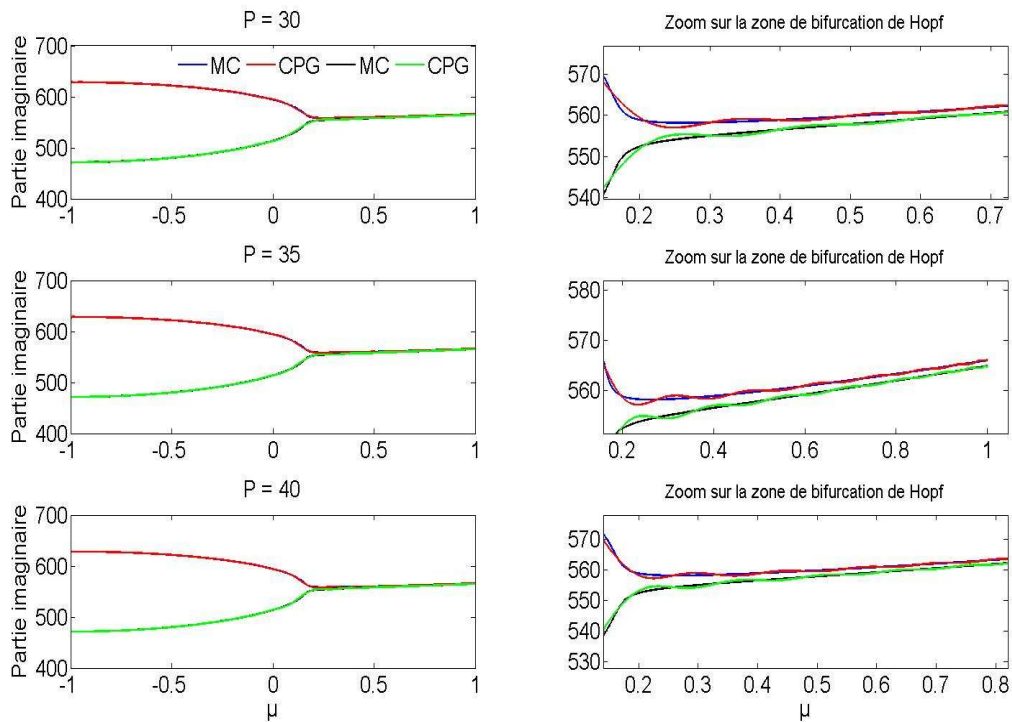 P = 30
Partie imaginaire
700
600
500
400
MC CPG MC CPG
-1 -0.5 0 0.5 1
Zoom sur la zone de bifurcation de Hopf
570
560
550
540
0.2 0.3 0.4 0.5 0.6 0.7
P = 35
Partie imaginaire
700
600
500
400
-1 -0.5 0 0.5 1
Zoom sur la zone de bifurcation de Hopf
580
570
560
0.2 0.4 0.6 0.8 1
P = 40
Partie imaginaire
700
600
500
400
-1 -0.5 0 0.5 1
μ
Zoom sur la zone de bifurcation de Hopf
570
560
550
540
530
0.2 0.3 0.4 0.5 0.6 0.7 0.8
μ